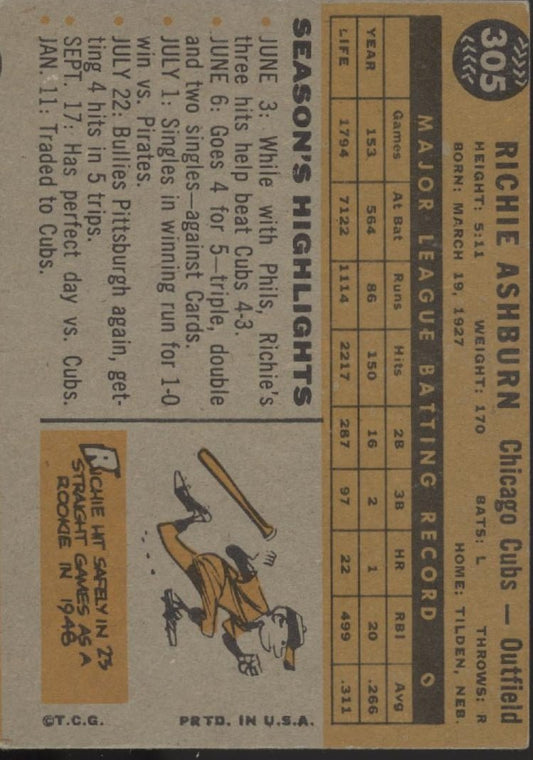 305
RICHIE ASHBURN Chicago Cubs — Outfield
HEIGHT: 5:11 WEIGHT: 170 BATS: L THROWS: R
BORN: MARCH 19, 1927 HOME: TILDEN, NEB.
MAJOR LEAGUE BATTING RECORD
Games At Bat Runs Hits 2B 3B HR RBI Avg
YEAR 153 564 86 150 16 2 1 20 .266
LIFE 1794 7122 1114 2217 287 97 22 499 .311
SEASON'S HIGHLIGHTS
• JUNE 3: While with Phils, Richie's
three hits help beat Cubs 4-3.
• JUNE 6: Goes 4 for 5—triple, double
and two singles—against Cards.
• JULY 1: Singles in winning run for 1-0
win vs. Pirates.
• JULY 22: Bullies Pittsburgh again, get-
ting 4 hits in 5 trips.
• SEPT. 17: Has perfect day vs. Cubs.
• JAN. 11: Traded to Cubs.
RICHIE HIT SAFELY IN 23
STRAIGHT GAMES AS A
ROOKIE IN 1948
©T.C.G. PRTD. IN U.S.A.